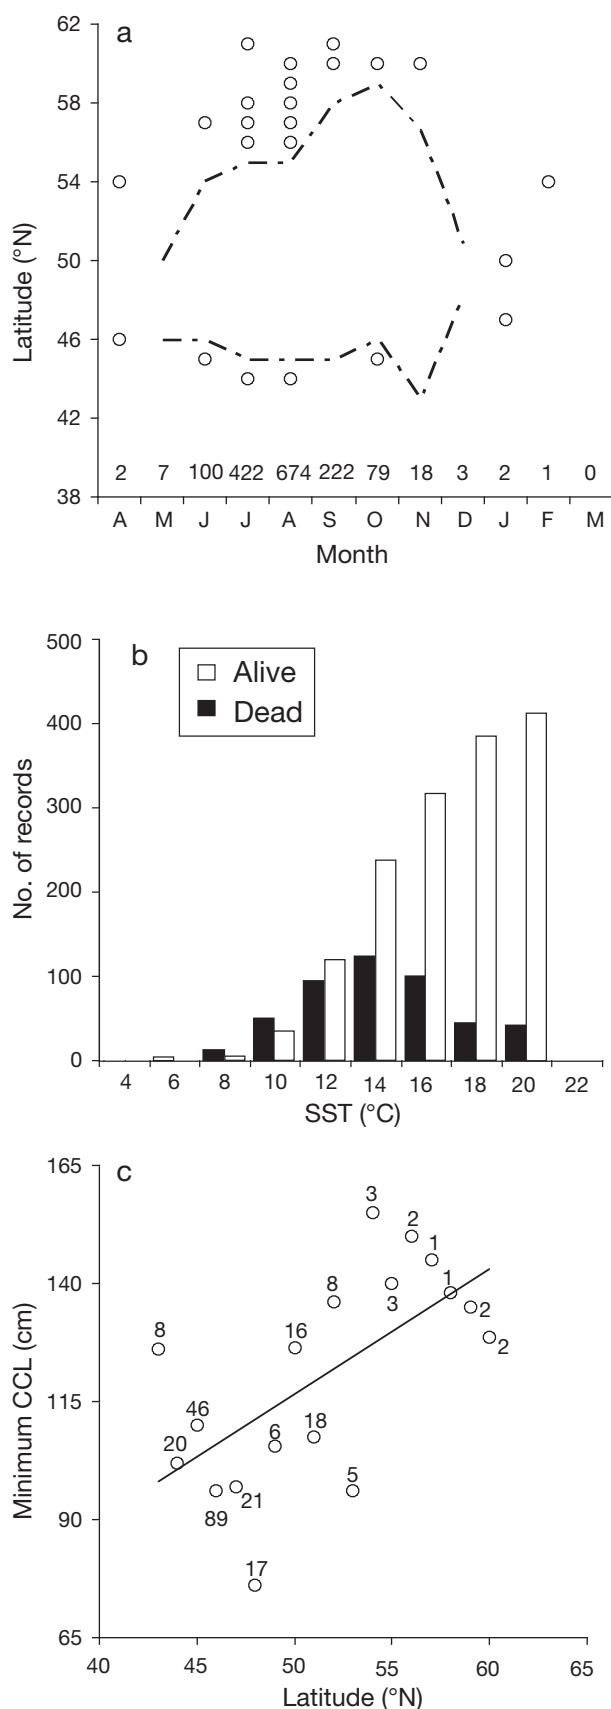 62
a
58
54
50
46
42
38
Latitude (°N)
2 7 100 422 674 222 79 18 3 2 1 0
A M J J A S O N D J F M
Month
500
b
Alive
Dead
400
300
200
100
0
No. of records
4 6 8 10 12 14 16 18 20 22
SST (°C)
165
c
140
115
90
65
Minimum CCL (cm)
3
2
1
1
8
3
2
8
16
2
46
20
6
18
5
21
89
17
40 45 50 55 60 65
Latitude (°N)